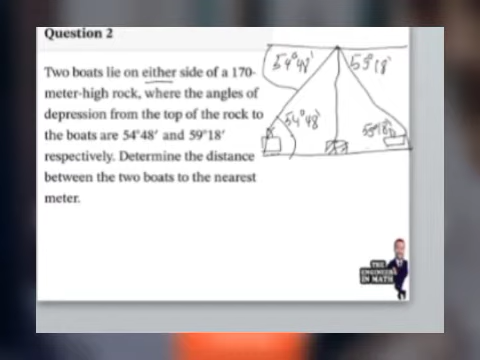 Question 2
54°48'
59°18'
Two boats lie on either side of a 170-
meter-high rock, where the angles of
depression from the top of the rock to
the boats are 54°48′ and 59°18′
respectively. Determine the distance
between the two boats to the nearest
meter.
54°48'
THE
ENGINEER
IN MATH